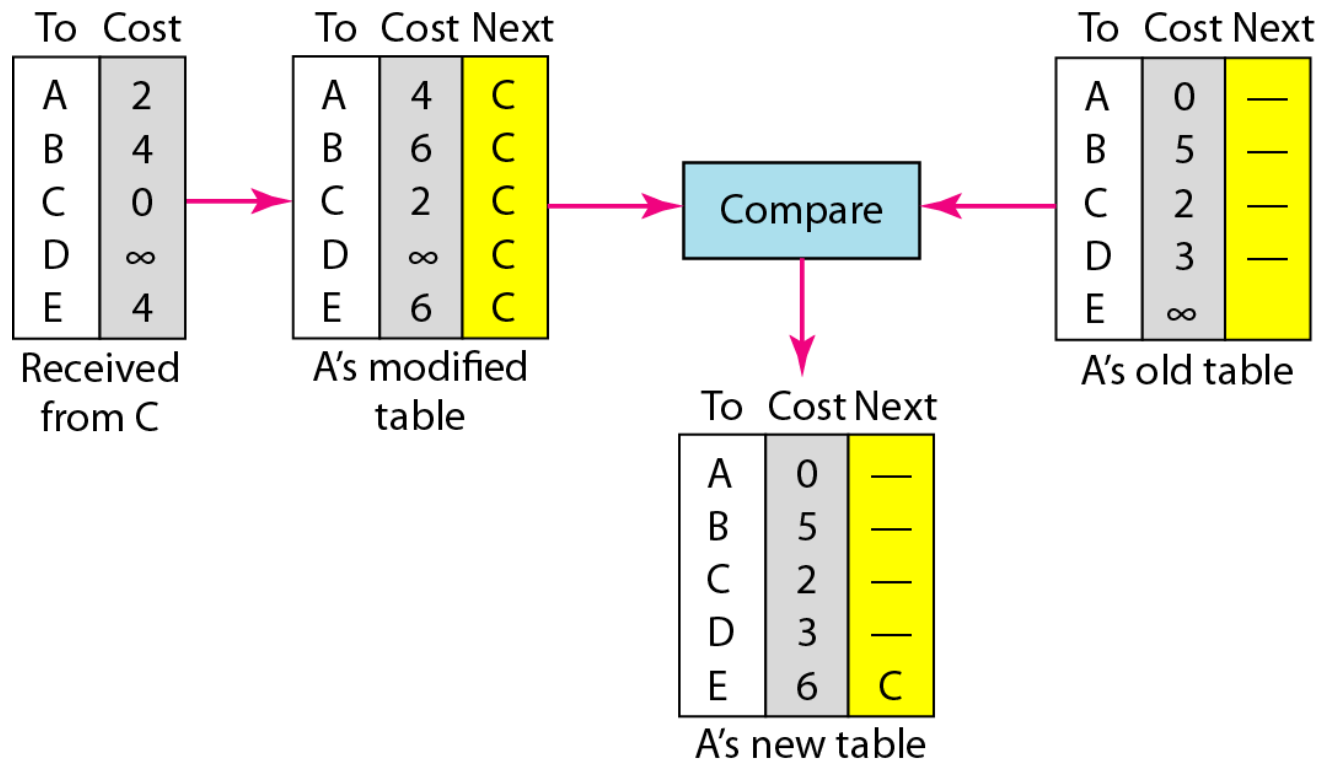 To Cost
A 2
B 4
C 0
D ∞
E 4
Received
from C
To Cost Next
A 4 C
B 6 C
C 2 C
D ∞ C
E 6 C
A's modified
table
Compare
To Cost Next
A 0 —
B 5 —
C 2 —
D 3 —
E ∞
A's old table
To Cost Next
A 0 —
B 5 —
C 2 —
D 3 —
E 6 C
A's new table